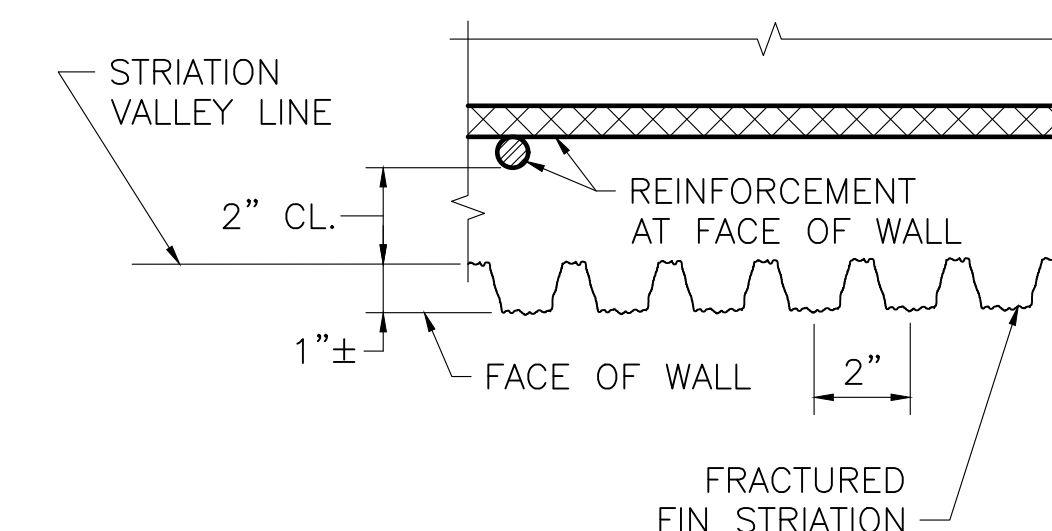 STRIATION
VALLEY LINE
2” CL.
REINFORCEMENT
AT FACE OF WALL
1”±
FACE OF WALL
2”
FRACTURED
FIN STRIATION